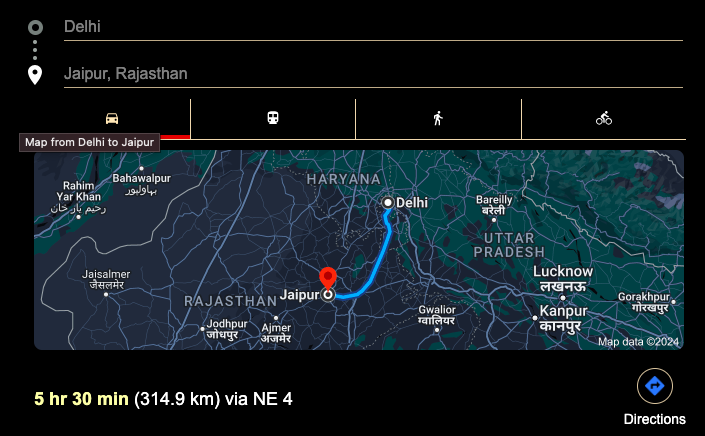 Delhi
Jaipur, Rajasthan
Map from Delhi to Jaipur
Bahawalpur
بہاولپور
Rahim
Yar Khan
رحیم یار خان
HARYANA
Delhi
Bareilly
बरेली
UTTAR
PRADESH
Jaisalmer
जैसलमेर
RAJASTHAN
Jaipur
Lucknow
लखनऊ
Gorakhpur
गोरखपुर
Jodhpur
जोधपुर
Ajmer
अजमेर
Gwalior
ग्वालियर
Kanpur
कानपुर
Map data ©2024
5 hr 30 min (314.9 km) via NE 4
Directions